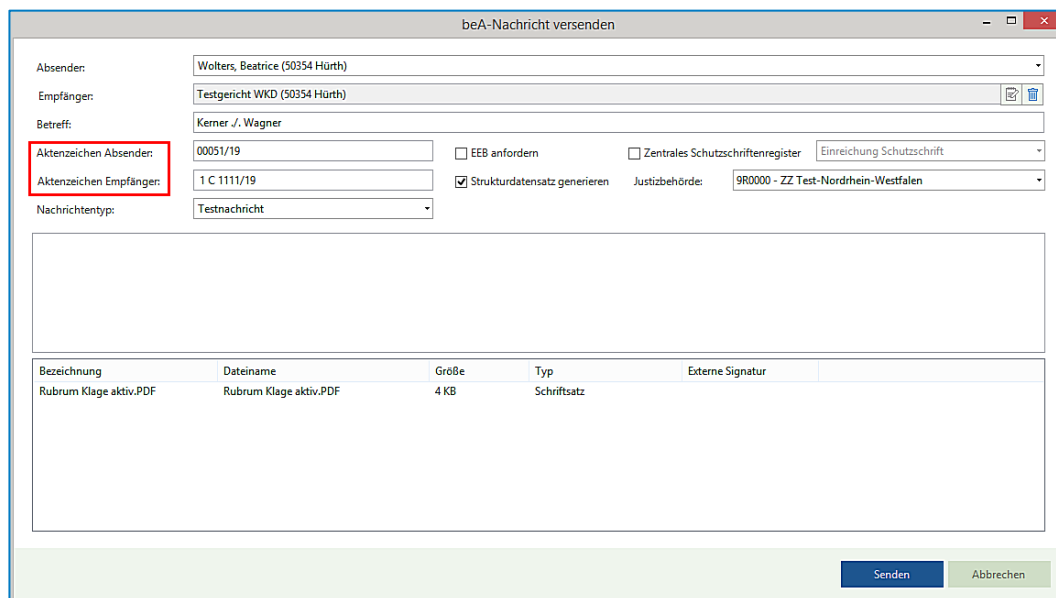 beA-Nachricht versenden
Absender: Wolters, Beatrice (50354 Hürth)
Empfänger: Testgericht WKD (50354 Hürth)
Betreff: Kerner ./. Wagner
Aktenzeichen Absender: 00051/19 EEB anfordern Zentrales Schutzschriftenregister Einreichung Schutzschrift
Aktenzeichen Empfänger: 1 C 1111/19 Strukturdatensatz generieren Justizbehörde: 9R0000 - ZZ Test-Nordrhein-Westfalen
Nachrichtentyp: Testnachricht
Bezeichnung Dateiname Größe Typ Externe Signatur
Rubrum Klage aktiv.PDF Rubrum Klage aktiv.PDF 4 KB Schriftsatz
Senden Abbrechen